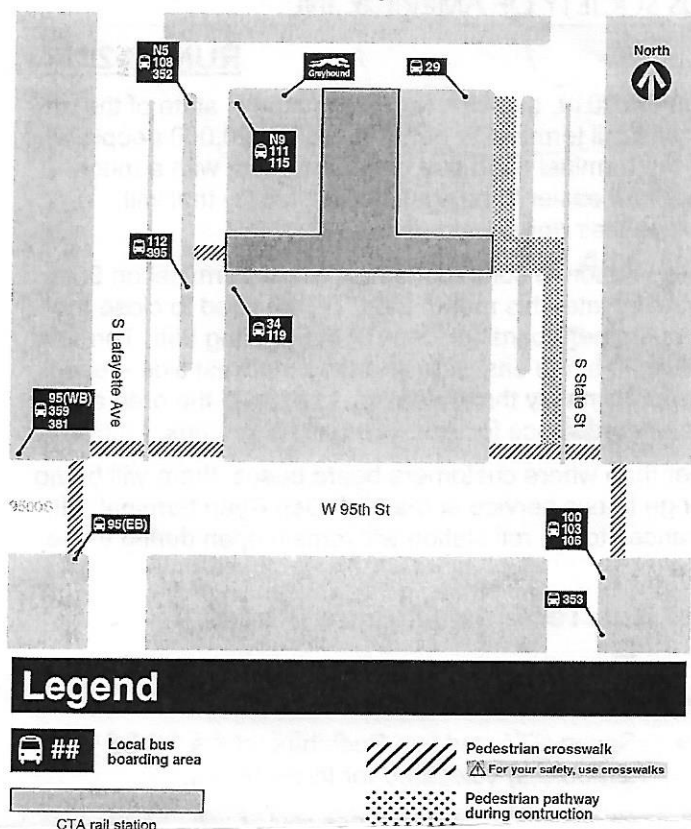 N5
108
352
Greyhound
29
North
N9
111
115
112
395
34
119
S Lafayette Ave
S State St
95(WB)
359
381
9500S
W 95th St
95(EB)
100
103
106
353
Legend
##
Local bus
boarding area
Pedestrian crosswalk
For your safely, use crosswalks
CTA rail station
Pedestrian pathway
during contruction